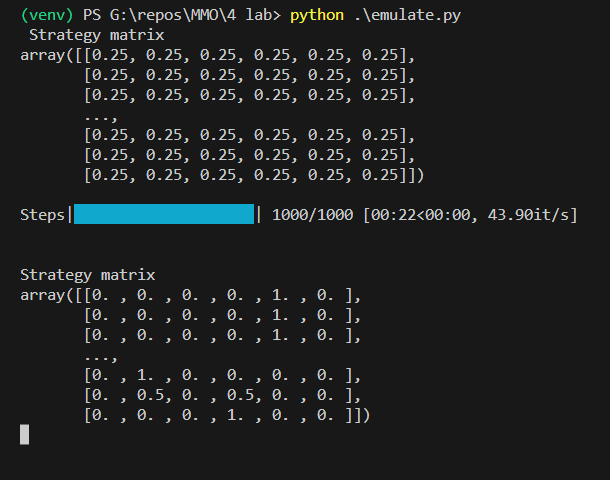 (venv) PS G:\repos\MMO\4 lab> python .\emulate.py
 Strategy matrix
array([[0.25, 0.25, 0.25, 0.25, 0.25, 0.25],
       [0.25, 0.25, 0.25, 0.25, 0.25, 0.25],
       [0.25, 0.25, 0.25, 0.25, 0.25, 0.25],
       ...,
       [0.25, 0.25, 0.25, 0.25, 0.25, 0.25],
       [0.25, 0.25, 0.25, 0.25, 0.25, 0.25],
       [0.25, 0.25, 0.25, 0.25, 0.25, 0.25]])
Steps|                  | 1000/1000 [00:22<00:00, 43.90it/s]
Strategy matrix
array([[0. , 0. , 0. , 0. , 1. , 0. ],
       [0. , 0. , 0. , 0. , 1. , 0. ],
       [0. , 0. , 0. , 0. , 1. , 0. ],
       ...,
       [0. , 1. , 0. , 0. , 0. , 0. ],
       [0. , 0.5, 0. , 0.5, 0. , 0. ],
       [0. , 0. , 0. , 1. , 0. , 0. ]])